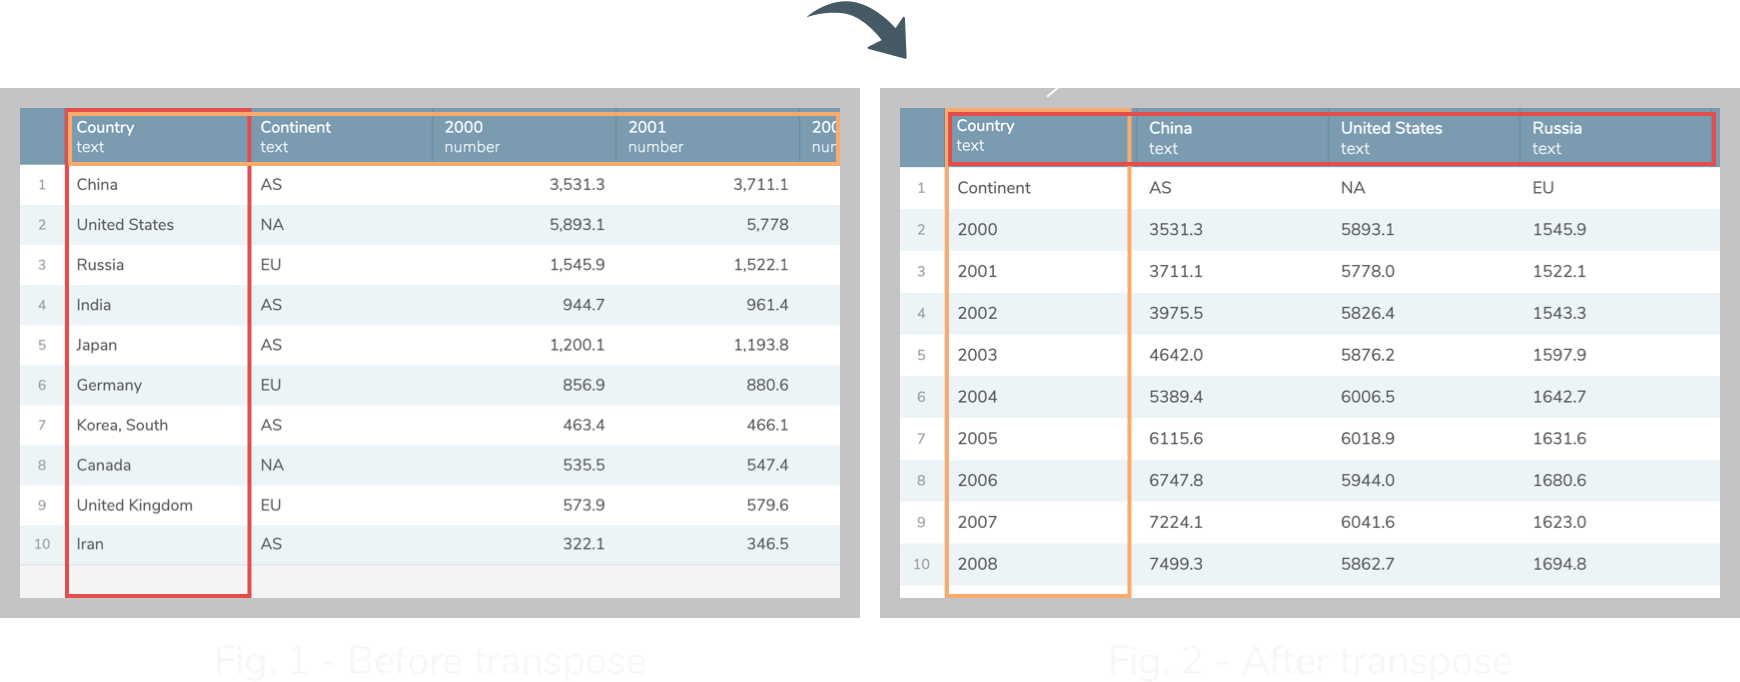 Country Continent 2000 2001 200
text text number number nur
1 China AS 3,531.3 3,711.1
2 United States NA 5,893.1 5,778
3 Russia EU 1,545.9 1,522.1
4 India AS 944.7 961.4
5 Japan AS 1,200.1 1,193.8
6 Germany EU 856.9 880.6
7 Korea, South AS 463.4 466.1
8 Canada NA 535.5 547.4
9 United Kingdom EU 573.9 579.6
10 Iran AS 322.1 346.5
Fig. 1 - Before transpose
Country China United States Russia
text text text text
1 Continent AS NA EU
2 2000 3531.3 5893.1 1545.9
3 2001 3711.1 5778.0 1522.1
4 2002 3975.5 5826.4 1543.3
5 2003 4642.0 5876.2 1597.9
6 2004 5389.4 6006.5 1642.7
7 2005 6115.6 6018.9 1631.6
8 2006 6747.8 5944.0 1680.6
9 2007 7224.1 6041.6 1623.0
10 2008 7499.3 5862.7 1694.8
Fig. 2 - After transpose